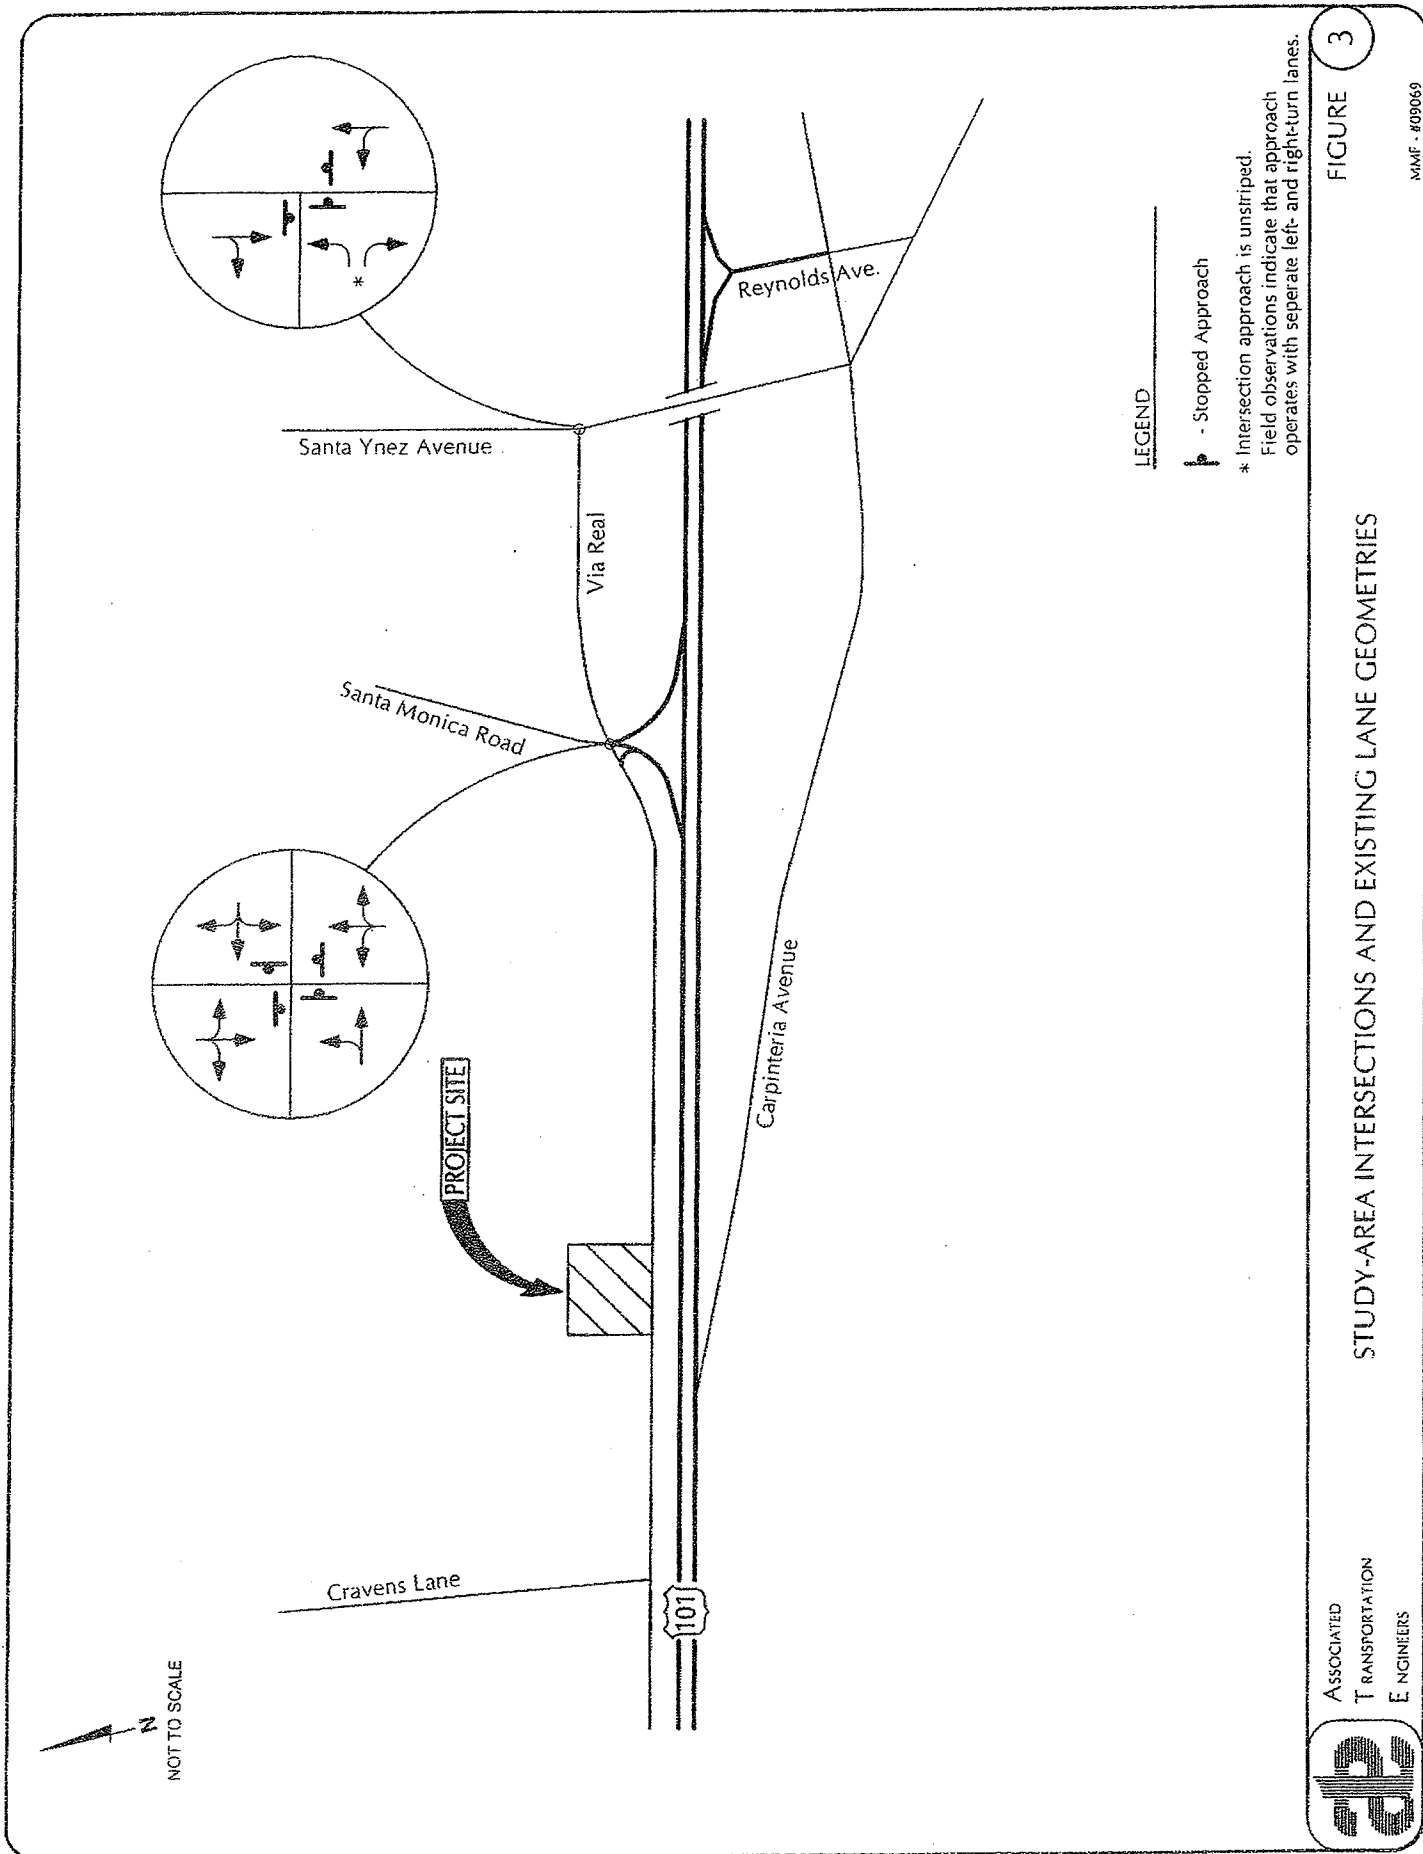 N
NOT TO SCALE
Cravens Lane
101
PROJECT SITE
Santa Monica Road
Via Real
Santa Ynez Avenue
*
Carpinteria Avenue
Reynolds Ave.
LEGEND
- Stopped Approach
* Intersection approach is unstriped.
Field observations indicate that approach
operates with seperate left- and right-turn lanes.
ASSOCIATED
TRANSPORTATION
ENGINEERS
STUDY-AREA INTERSECTIONS AND EXISTING LANE GEOMETRIES
FIGURE 3
MMF - #09069